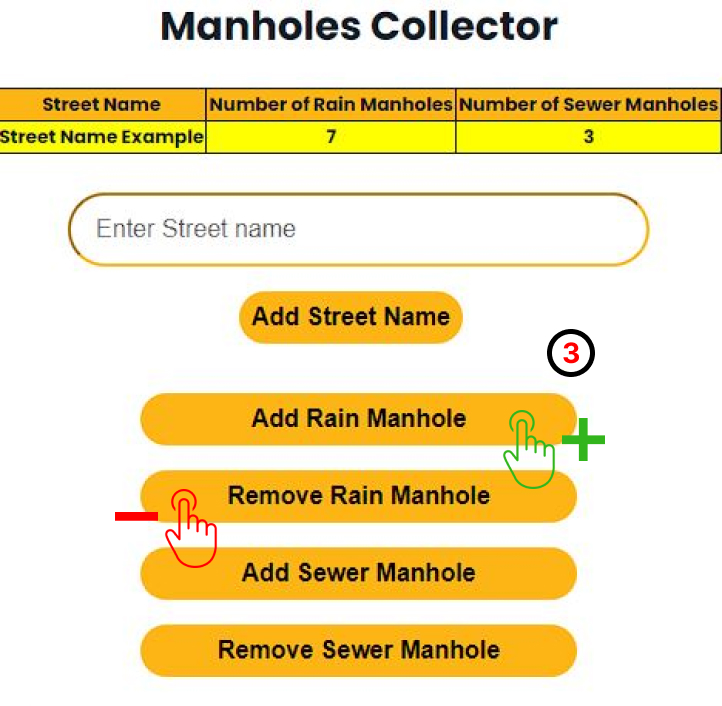 Manholes Collector
Street Name Number of Rain Manholes Number of Sewer Manholes
Street Name Example 7 3
Enter Street name
Add Street Name
3
Add Rain Manhole
Remove Rain Manhole
Add Sewer Manhole
Remove Sewer Manhole